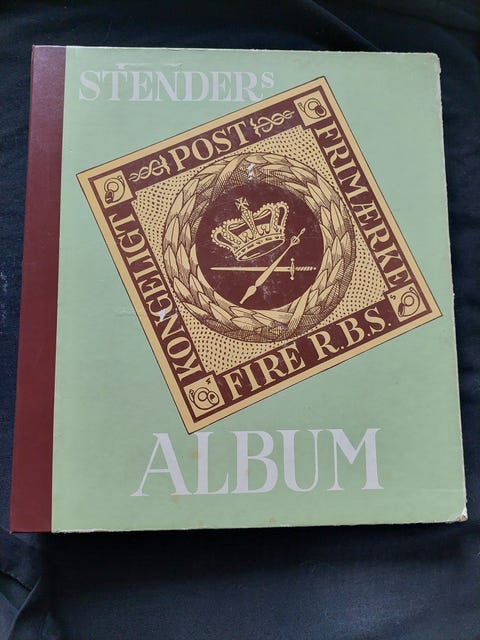 STENDERS
KONGELIGT
POST
FRIMÆRKE
FIRE R.B.S.
ALBUM